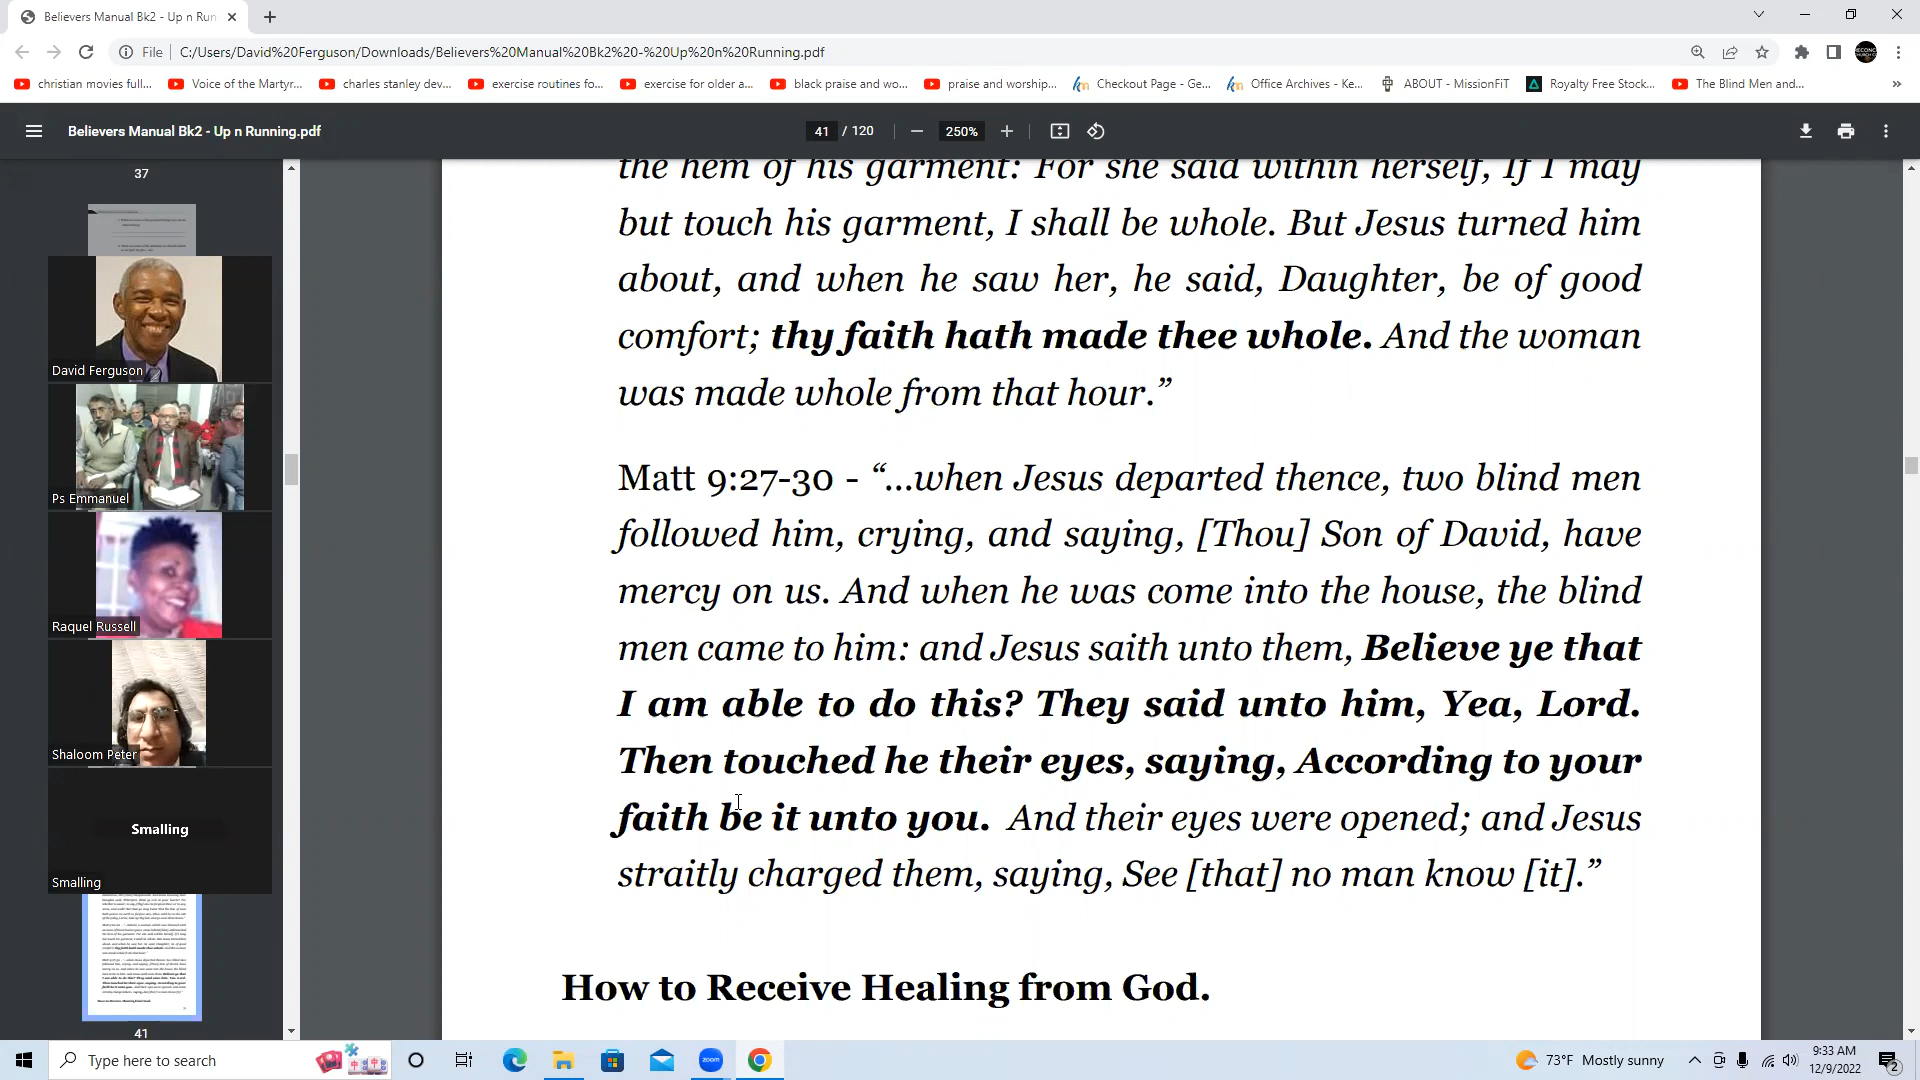 Believers Manual Bk2 - Up n Run
File C:/Users/David%20Ferguson/Downloads/Believers%20Manual%20Bk2%20-%20Up%20n%20Running.pdf
christian movies full... Voice of the Martyr... charles stanley dev... exercise routines fo... exercise for older a... black praise and wo... praise and worship... Checkout Page - Ge... Office Archives - Ke... ABOUT - MissionFiT Royalty Free Stock... The Blind Men and... »
Believers Manual Bk2 - Up n Running.pdf 41 / 120 250%
37
David Ferguson
Ps Emmanuel
Raquel Russell
Shaloom Peter
Smalling
Smalling
41
the hem of his garment: For she said within herself, If I may
but touch his garment, I shall be whole. But Jesus turned him
about, and when he saw her, he said, Daughter, be of good
comfort; thy faith hath made thee whole. And the woman
was made whole from that hour.”
Matt 9:27-30 - “...when Jesus departed thence, two blind men
followed him, crying, and saying, [Thou] Son of David, have
mercy on us. And when he was come into the house, the blind
men came to him: and Jesus saith unto them, Believe ye that
I am able to do this? They said unto him, Yea, Lord.
Then touched he their eyes, saying, According to your
faith be it unto you. And their eyes were opened; and Jesus
straitly charged them, saying, See [that] no man know [it].”
How to Receive Healing from God.
Type here to search
zoom
73°F Mostly sunny
9:33 AM
12/9/2022
2